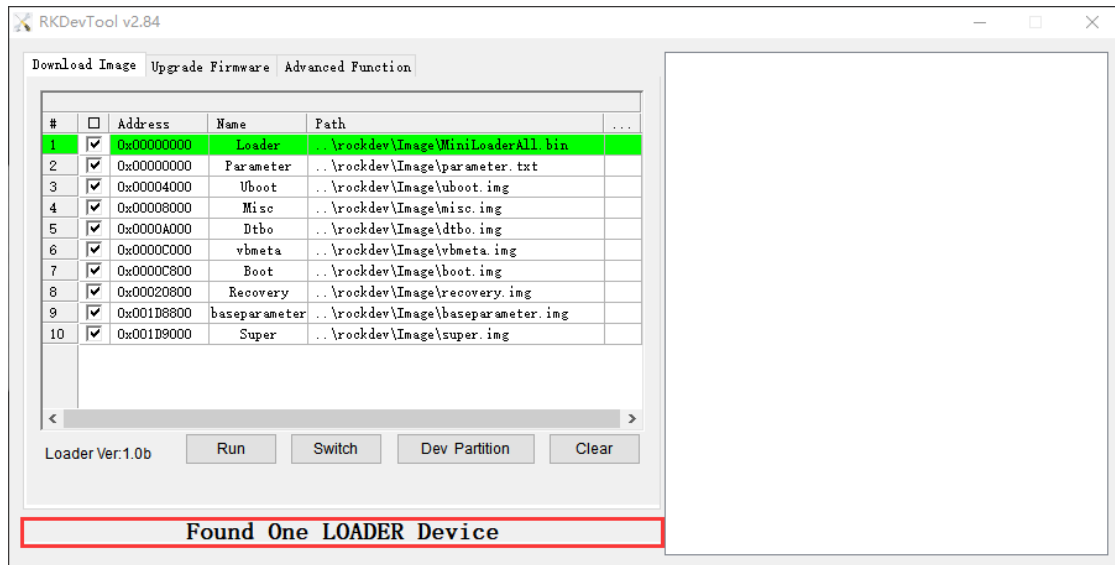 RKDevTool v2.84
Download Image Upgrade Firmware Advanced Function
# Address Name Path ...
1 0x00000000 Loader ..\rockdev\Image\MiniLoaderAll.bin
2 0x00000000 Parameter ..\rockdev\Image\parameter.txt
3 0x00004000 Uboot ..\rockdev\Image\uboot.img
4 0x00008000 Misc ..\rockdev\Image\misc.img
5 0x0000A000 Dtbo ..\rockdev\Image\dtbo.img
6 0x0000C000 vbmeta ..\rockdev\Image\vbmeta.img
7 0x0000C800 Boot ..\rockdev\Image\boot.img
8 0x00020800 Recovery ..\rockdev\Image\recovery.img
9 0x001D8800 baseparameter ..\rockdev\Image\baseparameter.img
10 0x001D9000 Super ..\rockdev\Image\super.img
Loader Ver:1.0b Run Switch Dev Partition Clear
Found One LOADER Device